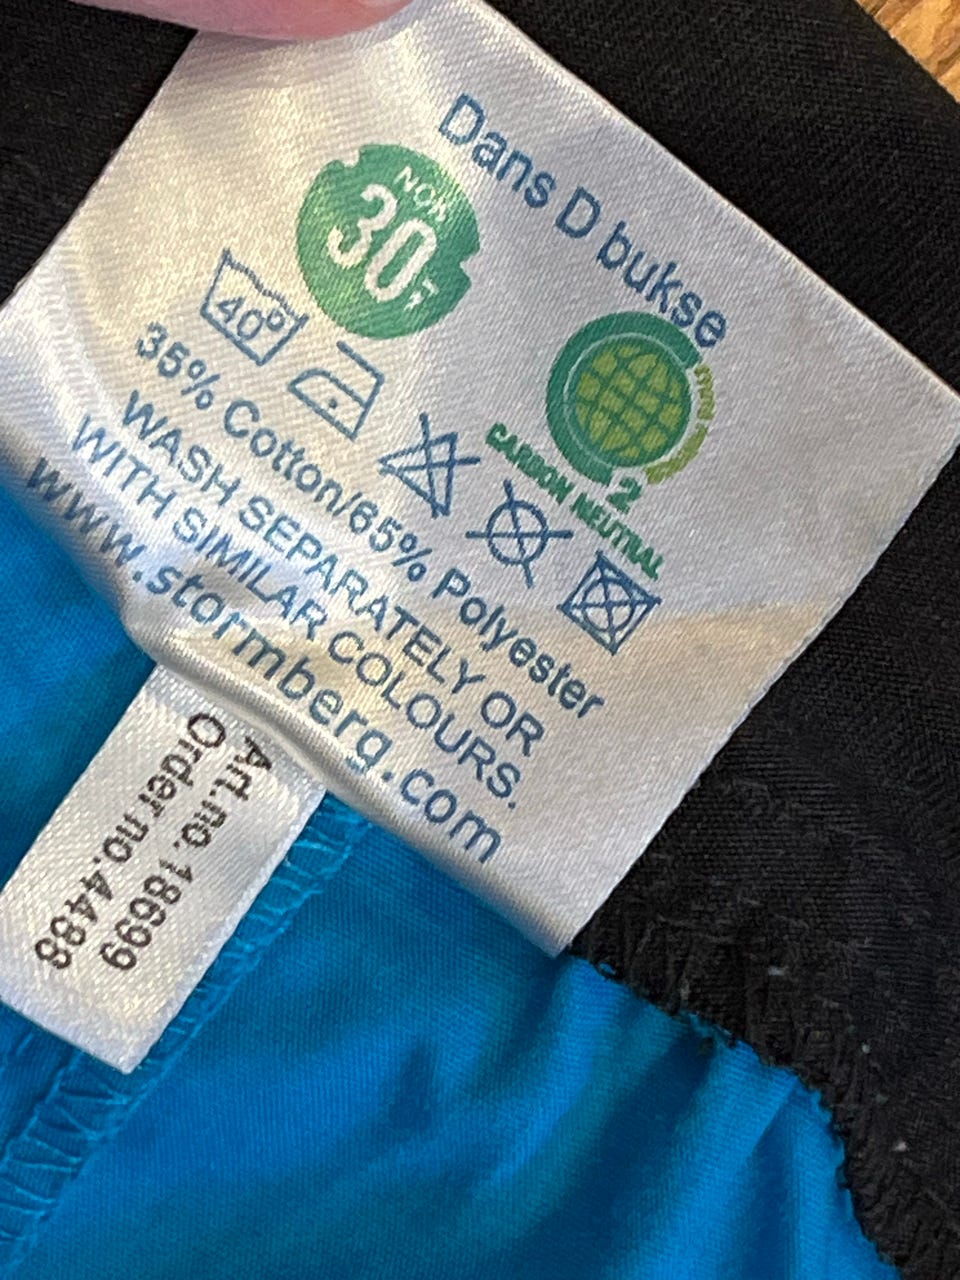 Dans D bukse
NOK
30,-
CARBON NEUTRAL
2
40°
35% Cotton/65% Polyester
WASH SEPARATELY OR
WITH SIMILAR COLOURS.
www.stormberg.com
Art.no.18699
Order no.4488